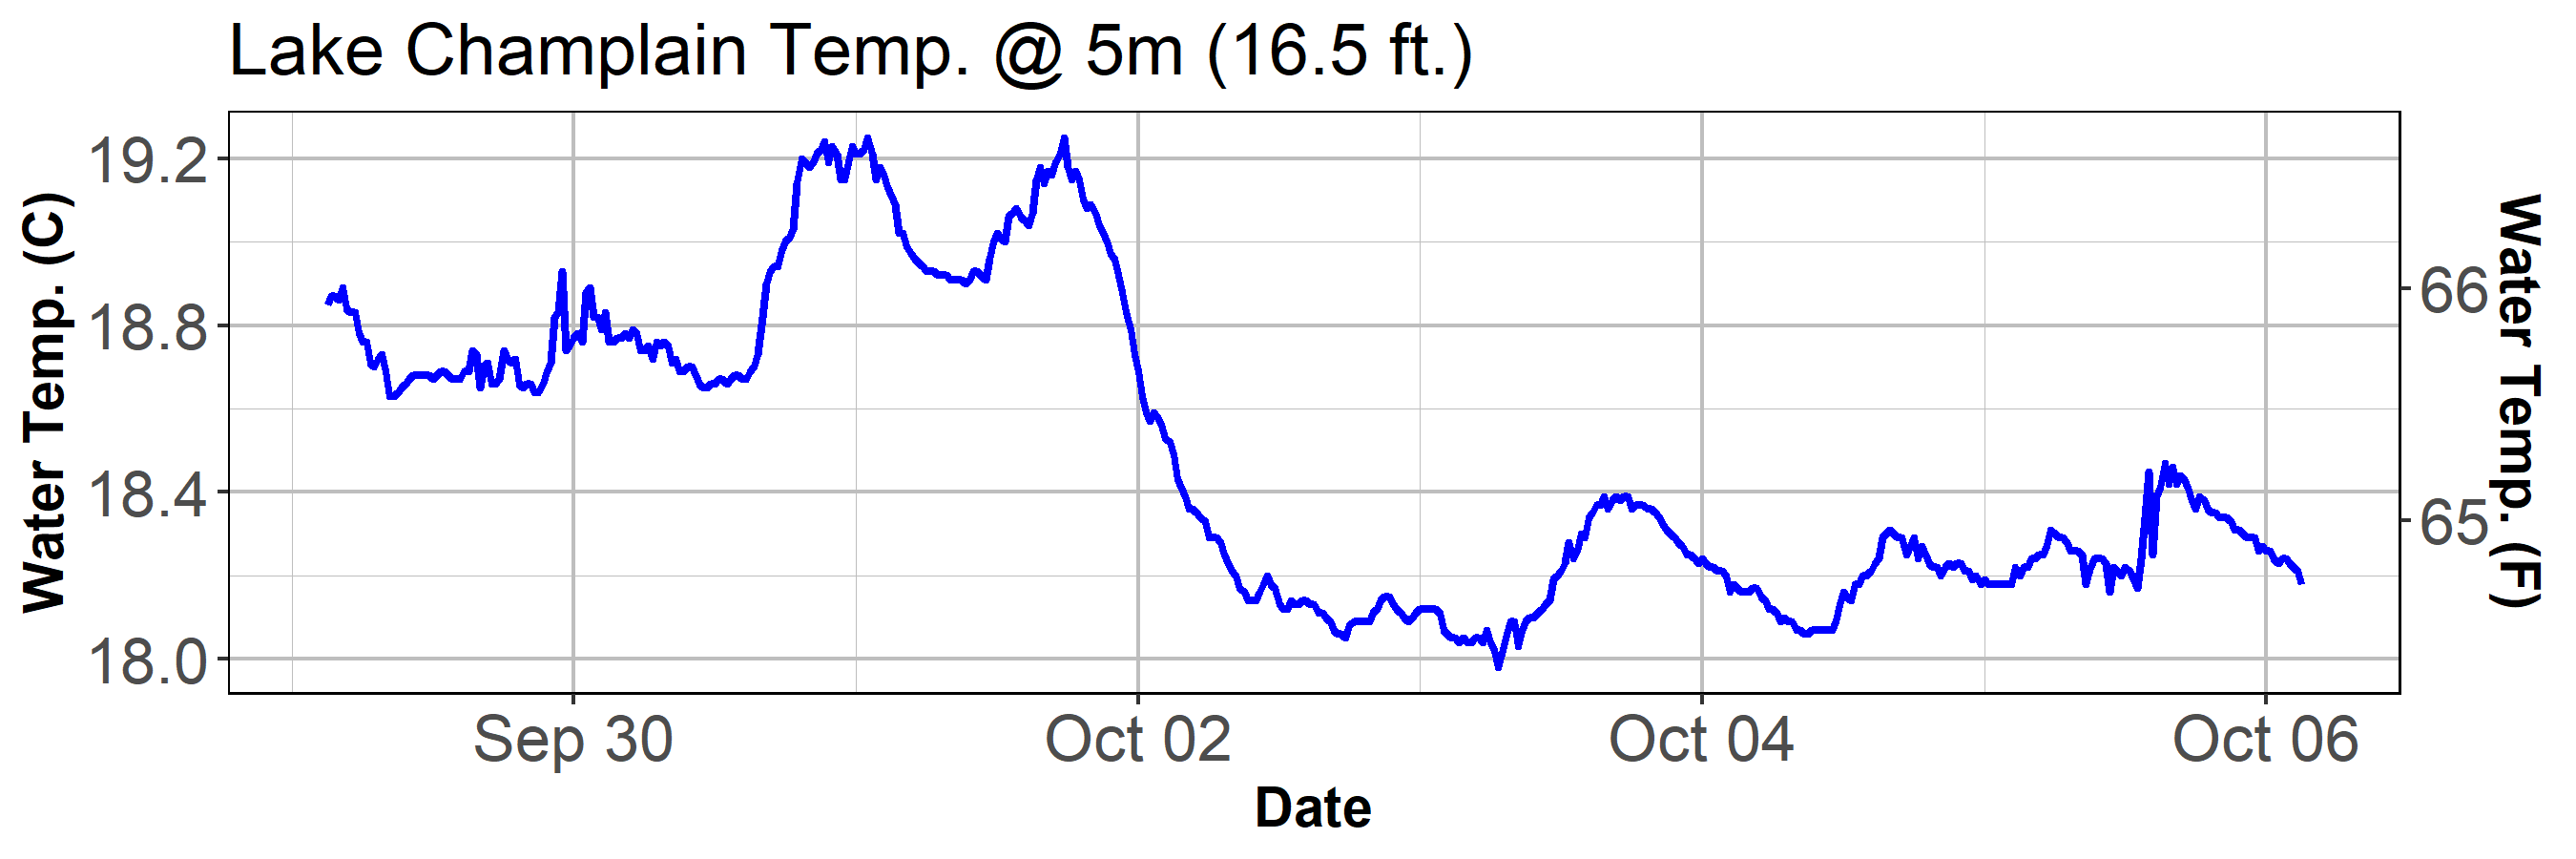 Lake Champlain Temp. @ 5m (16.5 ft.)
Water Temp. (C)
19.2
18.8
18.4
18.0
66
65
Water Temp. (F)
Sep 30
Oct 02
Oct 04
Oct 06
Date